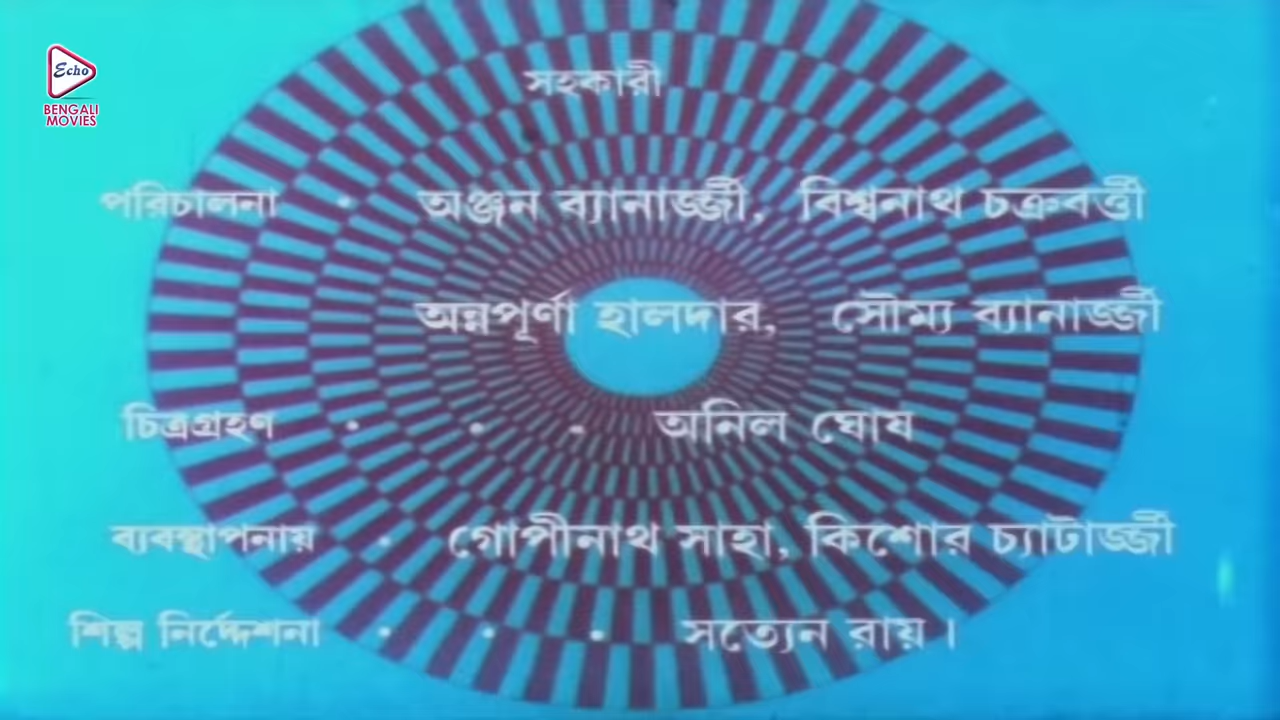 Echo
BENGALI
MOVIES
সহকারী
পরিচালনা · অঞ্জন ব্যানার্জ্জী, বিশ্বনাথ চক্রবর্ত্তী
অন্নপূর্ণা হালদার, সৌম্য ব্যানার্জ্জী
চিত্রগ্রহণ · · · অনিল ঘোষ
ব্যবস্থাপনায় · গোপীনাথ সাহা, কিশোর চ্যাটার্জ্জী
শিল্প নির্দ্দেশনা · · · সত্যেন রায়।